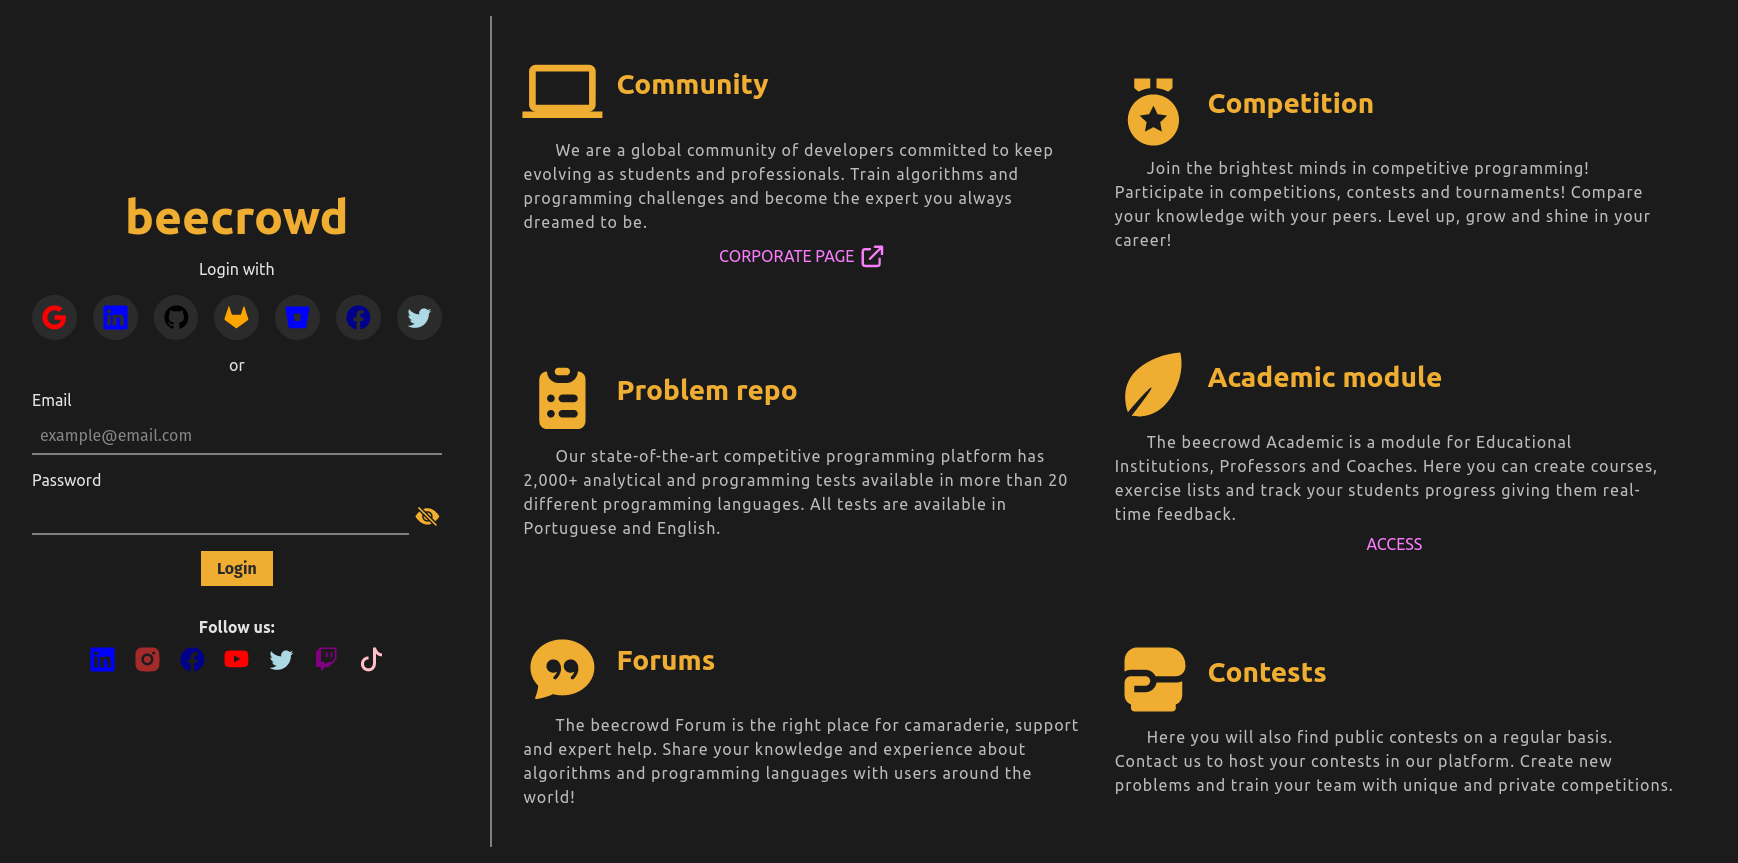 beecrowd
Login with
or
Email
example@email.com
Password
Login
Follow us:
Community
We are a global community of developers committed to keep
evolving as students and professionals. Train algorithms and
programming challenges and become the expert you always
dreamed to be.
CORPORATE PAGE
Competition
Join the brightest minds in competitive programming!
Participate in competitions, contests and tournaments! Compare
your knowledge with your peers. Level up, grow and shine in your
career!
Problem repo
Our state-of-the-art competitive programming platform has
2,000+ analytical and programming tests available in more than 20
different programming languages. All tests are available in
Portuguese and English.
Academic module
The beecrowd Academic is a module for Educational
Institutions, Professors and Coaches. Here you can create courses,
exercise lists and track your students progress giving them real-
time feedback.
ACCESS
Forums
The beecrowd Forum is the right place for camaraderie, support
and expert help. Share your knowledge and experience about
algorithms and programming languages with users around the
world!
Contests
Here you will also find public contests on a regular basis.
Contact us to host your contests in our platform. Create new
problems and train your team with unique and private competitions.